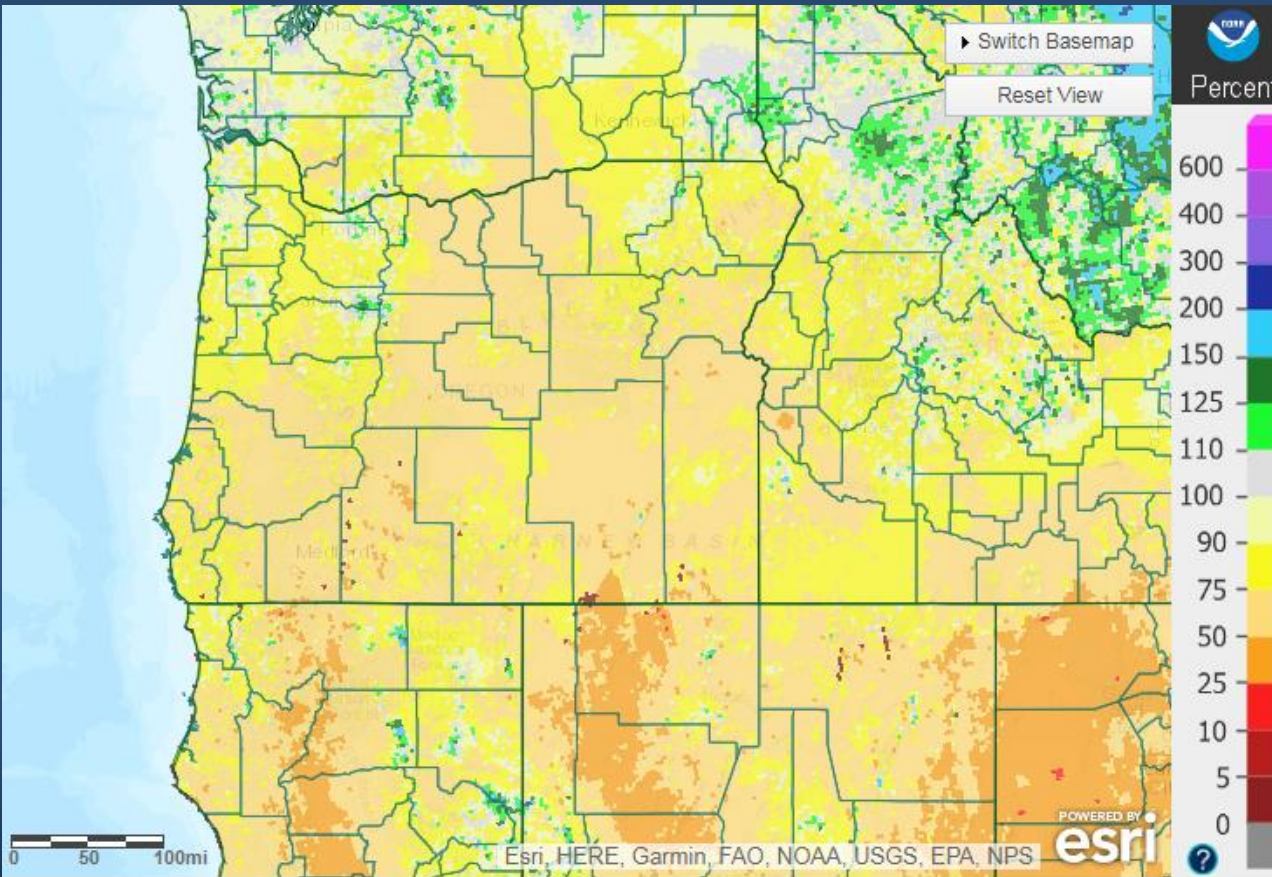 Switch Basemap
Reset View
noaa
Percent
600
400
300
200
150
125
110
100
90
75
50
25
10
5
0
Kennewick
OREGON
HARNEY BASIN
Medford
0 50 100mi
Esri, HERE, Garmin, FAO, NOAA, USGS, EPA, NPS
POWERED BY
esri
?